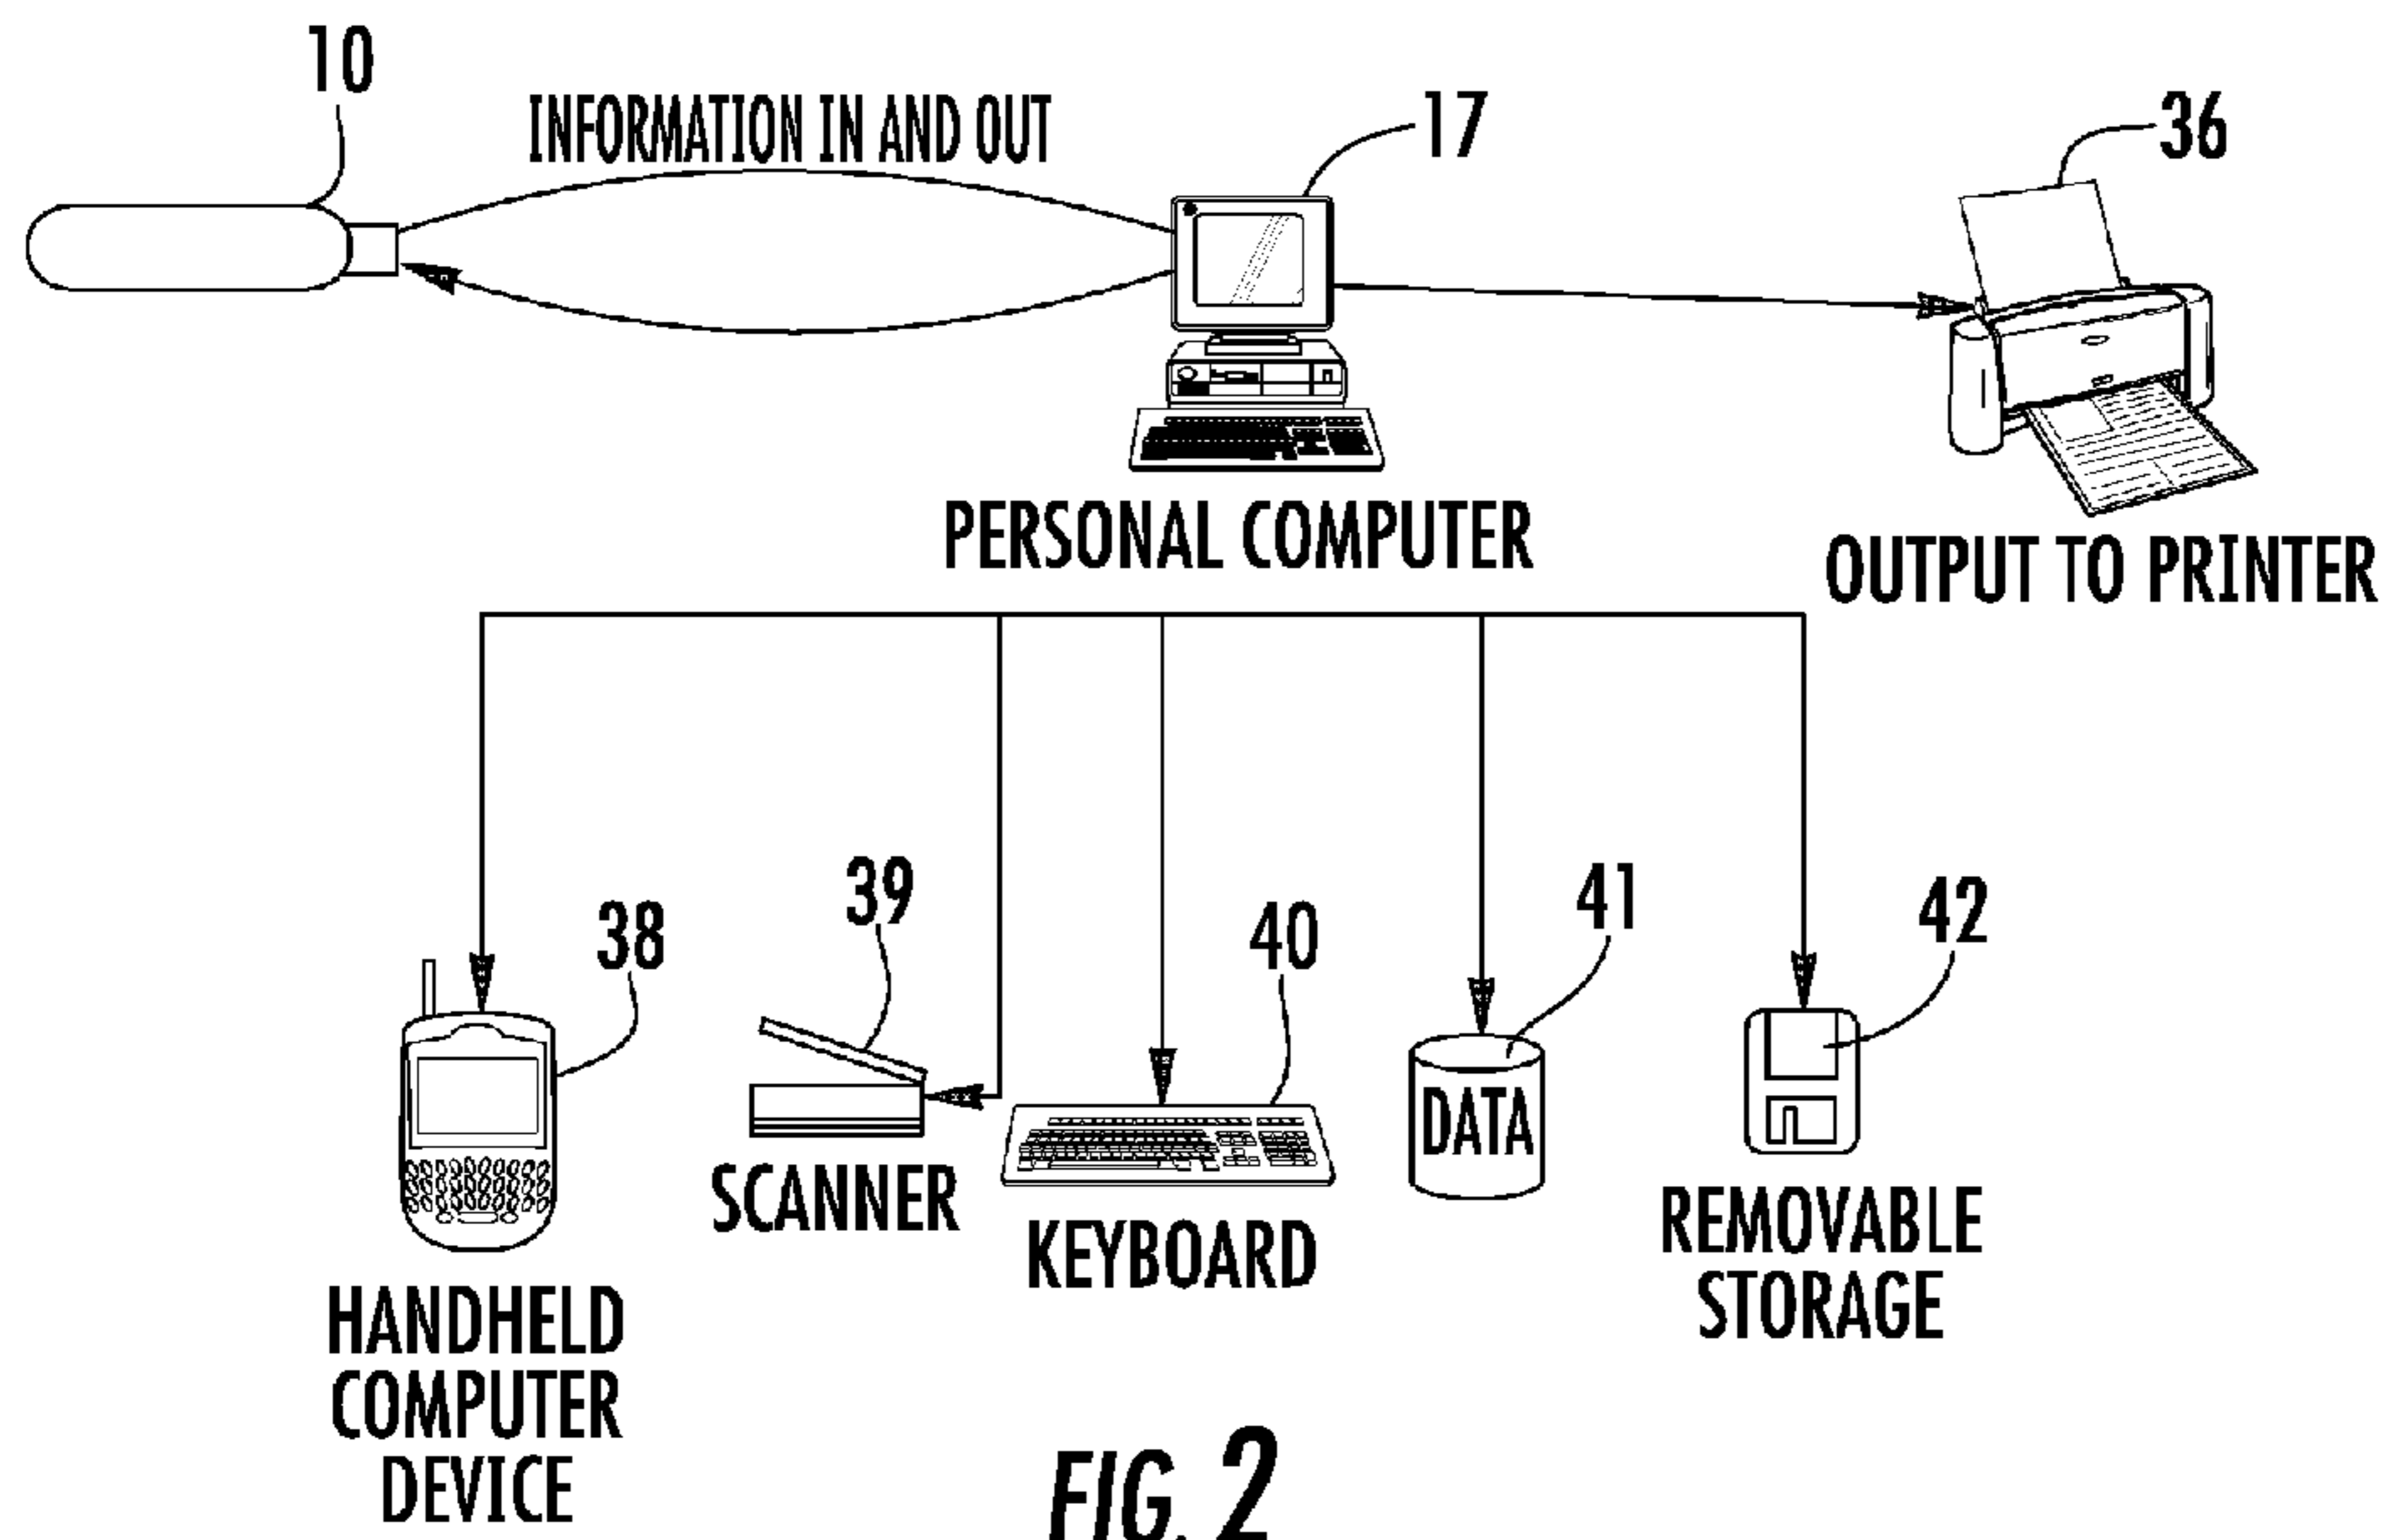 10
INFORMATION IN AND OUT
17
36
PERSONAL COMPUTER
OUTPUT TO PRINTER
38
39
40
41
42
DATA
SCANNER
KEYBOARD
REMOVABLE
STORAGE
HANDHELD
COMPUTER
DEVICE
FIG. 2